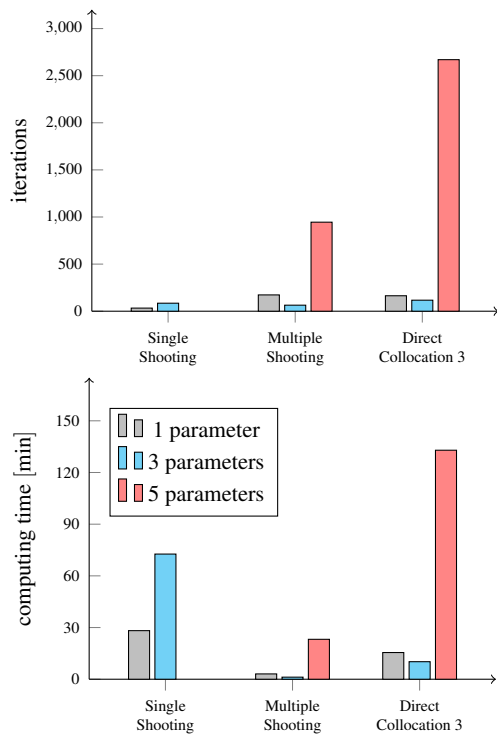 3,000
2,500
2,000
1,500
1,000
500
0
iterations
Single
Shooting
Multiple
Shooting
Direct
Collocation 3
150
120
90
60
30
0
computing time [min]
1 parameter
3 parameters
5 parameters
Single
Shooting
Multiple
Shooting
Direct
Collocation 3